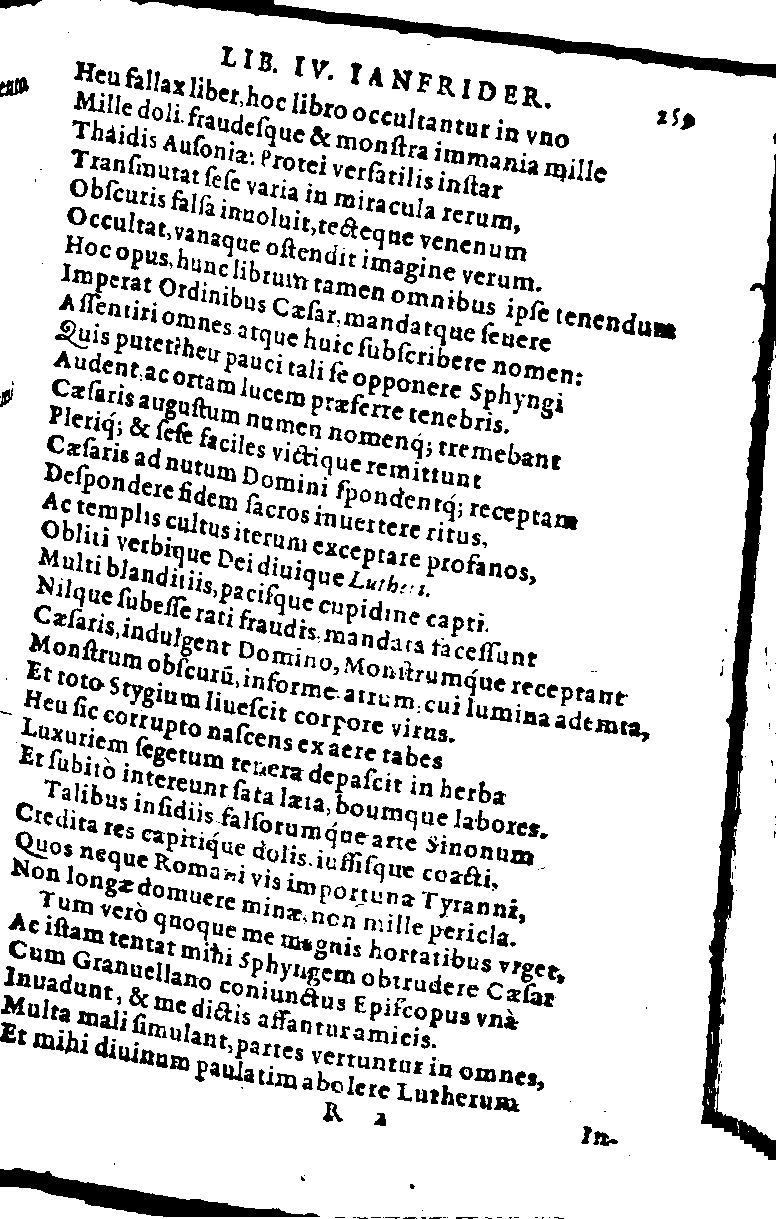 LIB. IV. IANFRIDER.
259
Heu fallax liber, hoc libro occultantur in vno
Mille doli. fraudeſque & monſtra immania mille
Thaidis Auſoniæ: Protei verſatilis inſtar
Tranſmutat ſeſe varia in miracula rerum,
Obſcuris falſa inuoluit, tecteque venenum
Occultat, vanaque oſtendit imagine verum.
Hoc opus, hunc librum tamen omnibus ipſe tenendum
Imperat Ordinibus Cæſar, mandatque ſeuere
Aſſentiri omnes atque huic ſubſcribere nomen:
Quis putet? heu pauci tali ſe opponere Sphyngi
Audent, ac ortam lucem præferre tenebris.
Cæſaris auguſtum numen nomenq́; tremebant
Pleriq́; & ſeſe faciles victique remittunt
Cæſaris ad nutum Domini ſpondentq́; receptam
Deſpondere fidem ſacros inuertere ritus,
Ac templis cultus iterum exceptare profanos,
Obliti verbique Dei diuique Lutheri.
Multi blanditiis, paciſque cupidine capti.
Nilque ſubeſſe rati fraudis, mandata faceſſunt
Cæſaris, indulgent Domino, Monſtrumq́ue receptant
Monſtrum obſcurũ, informe atrum, cui lumina ademta,
Et toto Stygium liueſcit corpore virus.
Heu ſic corrupto naſcens ex aere tabes
Luxuriem ſegetum tenera depaſcit in herba
Et ſubitò intereunt ſata læta, boumque labores.
Talibus inſidiis falſorumq́ue arte Sinonum
Credita res capitiq́ue dolis. iuſſiſque coacti,
Quos neque Romani vis importuna Tyranni,
Non longæ domuere minæ, non mille pericla.
Tum verò quoque me magnis hortatibus vrget,
Ac iſtam tentat mihi Sphyngem obtrudere Cæſar
Cum Granuellano coniunctus Epiſcopus vnà
Inuadunt, & me dictis affantur amicis.
Multa mali ſimulant, partes vertuntur in omnes,
Et mihi diuinum paulatim abolere Lutherum
R 2
In-